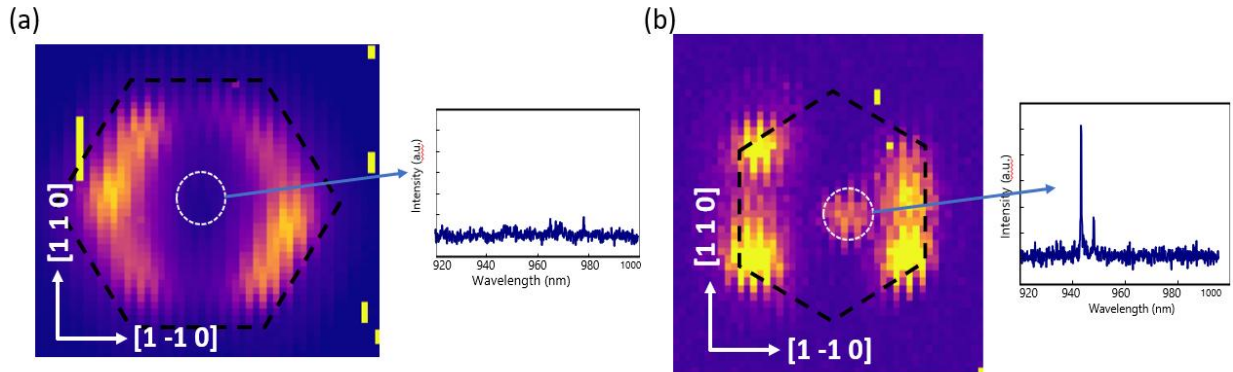 (a)
[1 1 0]
[1 -1 0]
Intensity (a.u.)
920 940 960 980 1000
Wavelength (nm)
(b)
[1 1 0]
[1 -1 0]
Intensity (a.u.)
920 940 960 980 1000
Wavelength (nm)